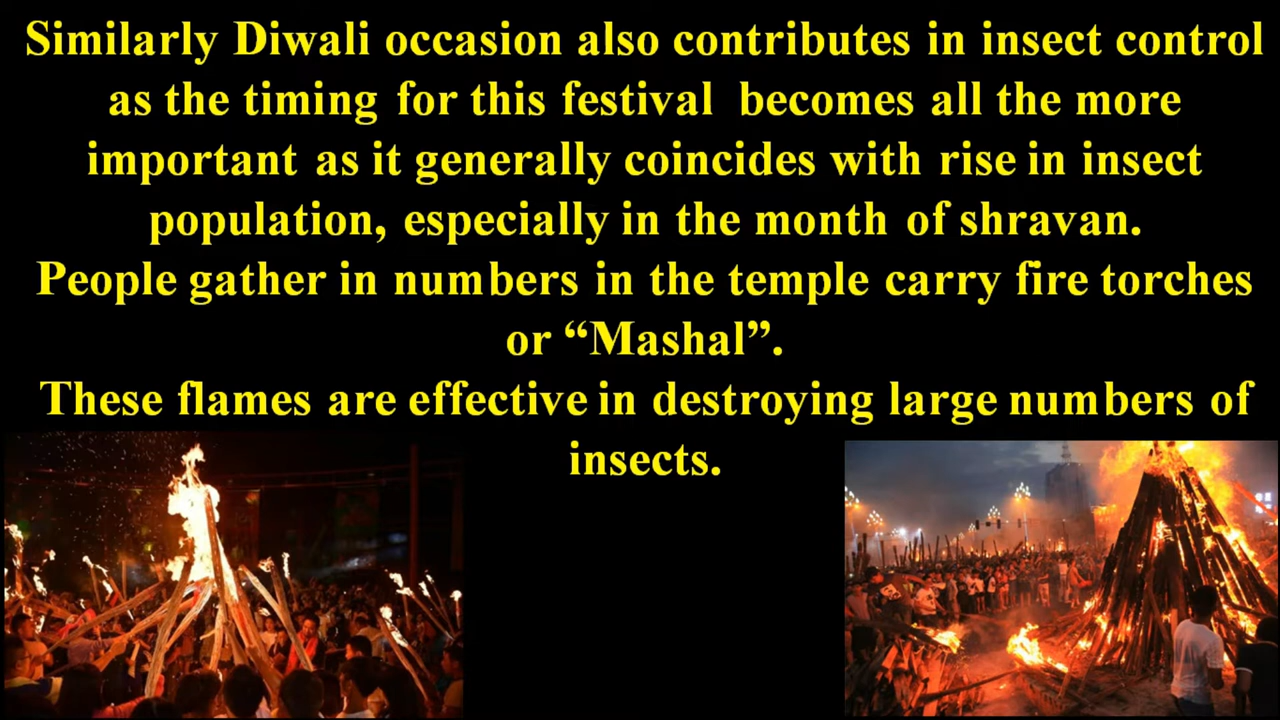 Similarly Diwali occasion also contributes in insect control
as the timing for this festival becomes all the more
important as it generally coincides with rise in insect
population, especially in the month of shravan.
People gather in numbers in the temple carry fire torches
or “Mashal”.
These flames are effective in destroying large numbers of
insects.